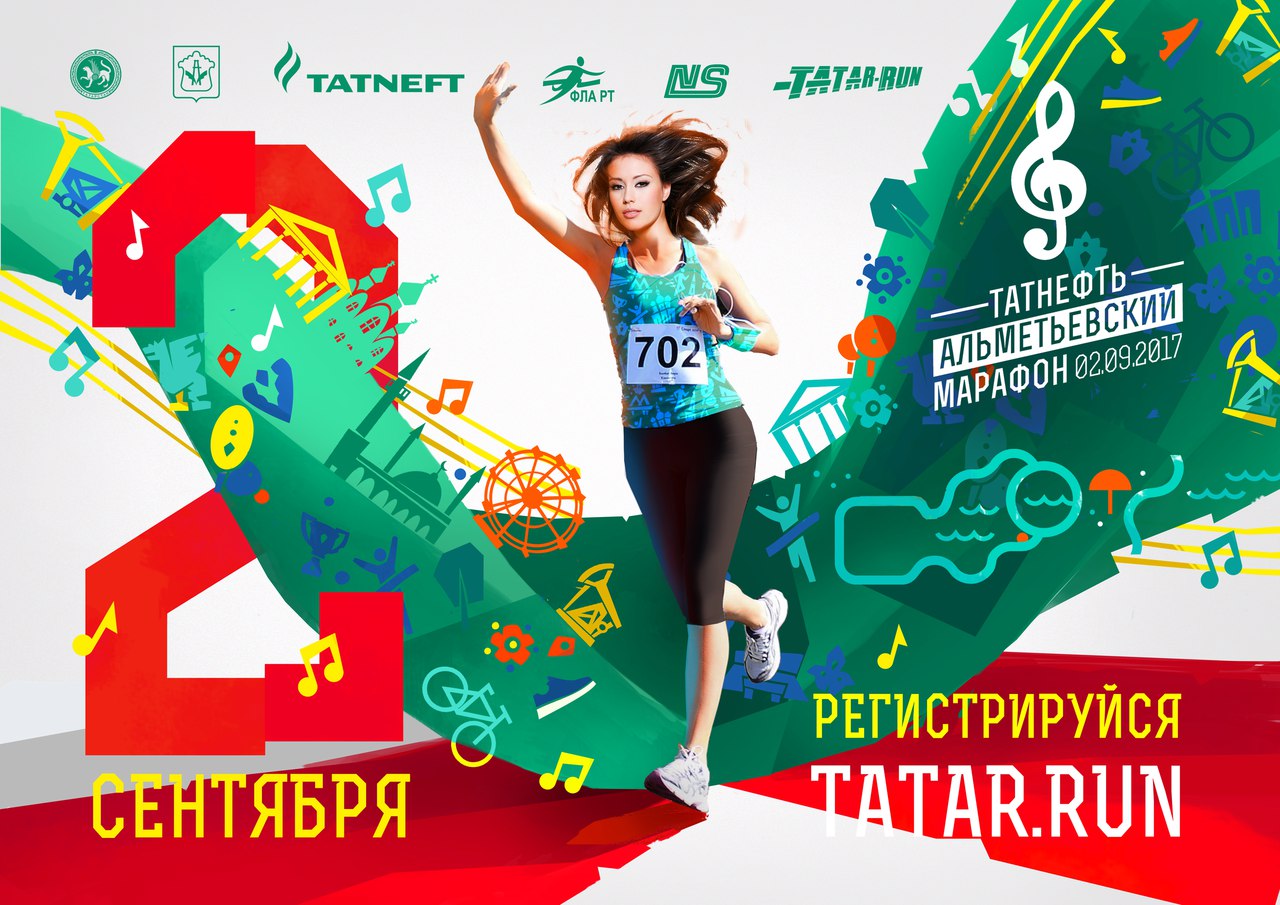 TATNEFT
ФЛА РТ
NS
TATAR-RUN
2
СЕНТЯБРЯ
702
ТАТНЕФТЬ
АЛЬМЕТЬЕВСКИЙ
МАРАФОН 02.09.2017
РЕГИСТРИРУЙСЯ
TATAR.RUN